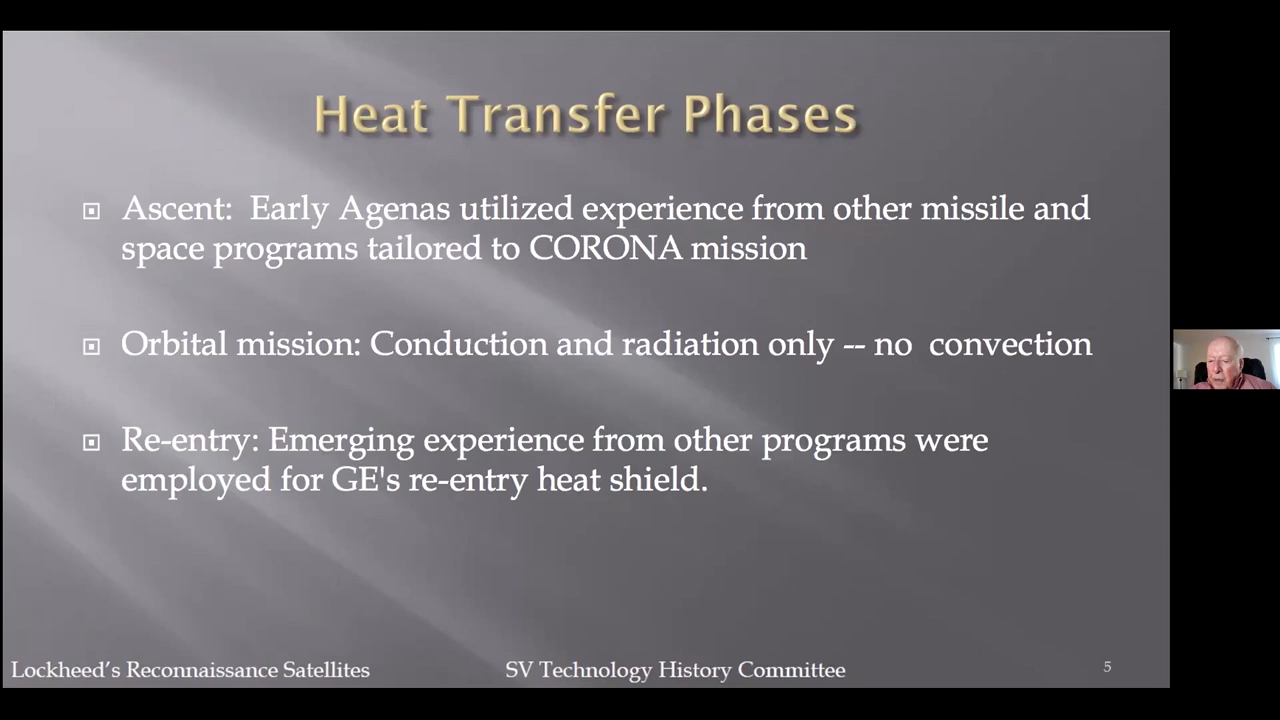 Heat Transfer Phases
Ascent:  Early Agenas utilized experience from other missile and
space programs tailored to CORONA mission
Orbital mission: Conduction and radiation only -- no  convection
Re-entry: Emerging experience from other programs were
employed for GE's re-entry heat shield.
Lockheed’s Reconnaissance Satellites
SV Technology History Committee
5